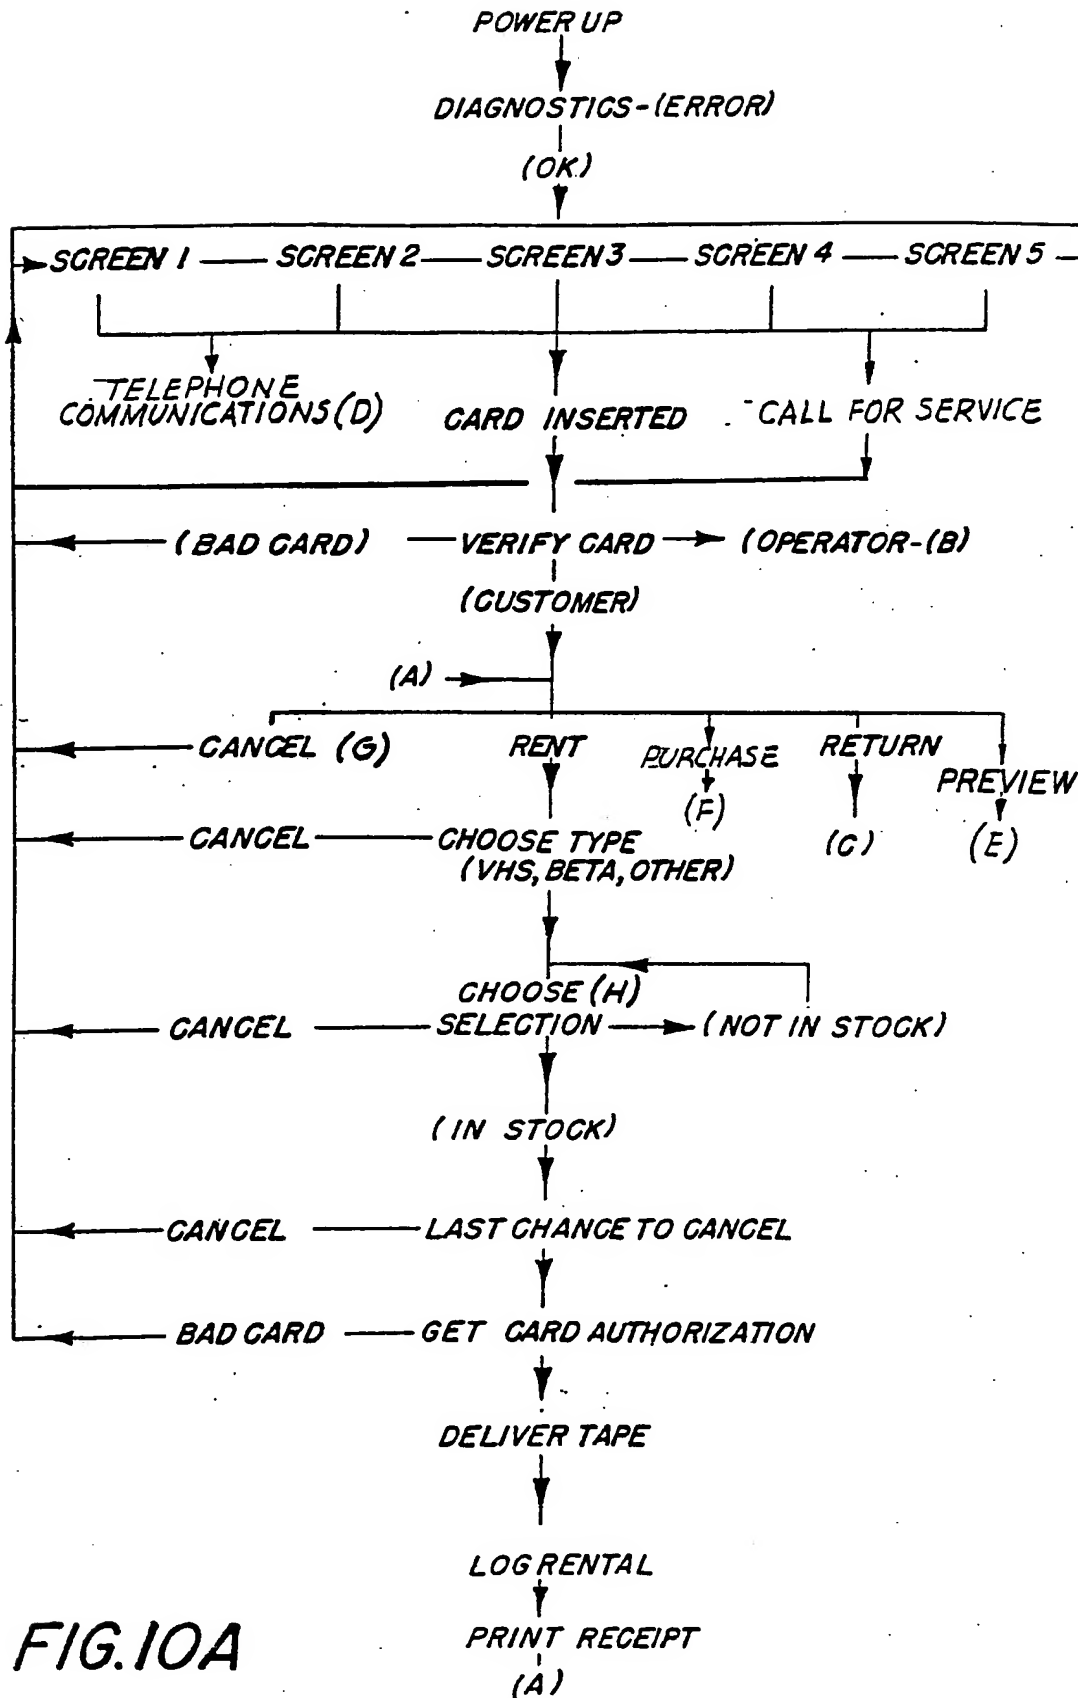 POWER UP
DIAGNOSTICS-(ERROR)
(OK)
SCREEN 1 SCREEN 2 SCREEN 3 SCREEN 4 SCREEN 5
TELEPHONE
COMMUNICATIONS (D) CARD INSERTED CALL FOR SERVICE
(BAD CARD) VERIFY CARD (OPERATOR-(B)
(CUSTOMER)
(A)
CANCEL (G) RENT PURCHASE RETURN PREVIEW
(F) (C) (E)
CANCEL CHOOSE TYPE
(VHS, BETA, OTHER)
CHOOSE (H)
CANCEL SELECTION (NOT IN STOCK)
(IN STOCK)
CANCEL LAST CHANCE TO CANCEL
BAD CARD GET CARD AUTHORIZATION
DELIVER TAPE
LOG RENTAL
PRINT RECEIPT
(A)
FIG. 10A